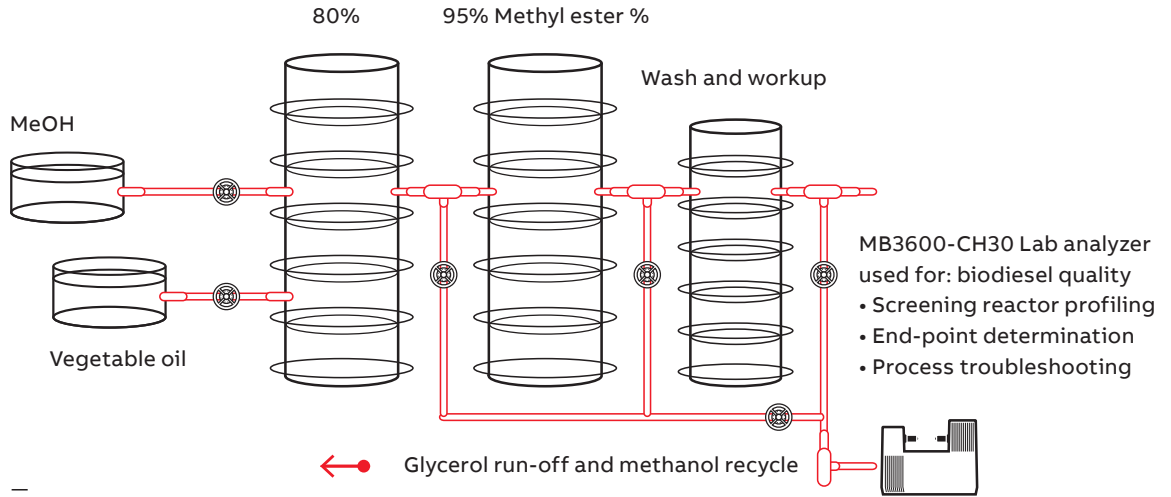 80%
95% Methyl ester %
Wash and workup
MeOH
Vegetable oil
MB3600-CH30 Lab analyzer
used for: biodiesel quality
• Screening reactor profiling
• End-point determination
• Process troubleshooting
Glycerol run-off and methanol recycle
—